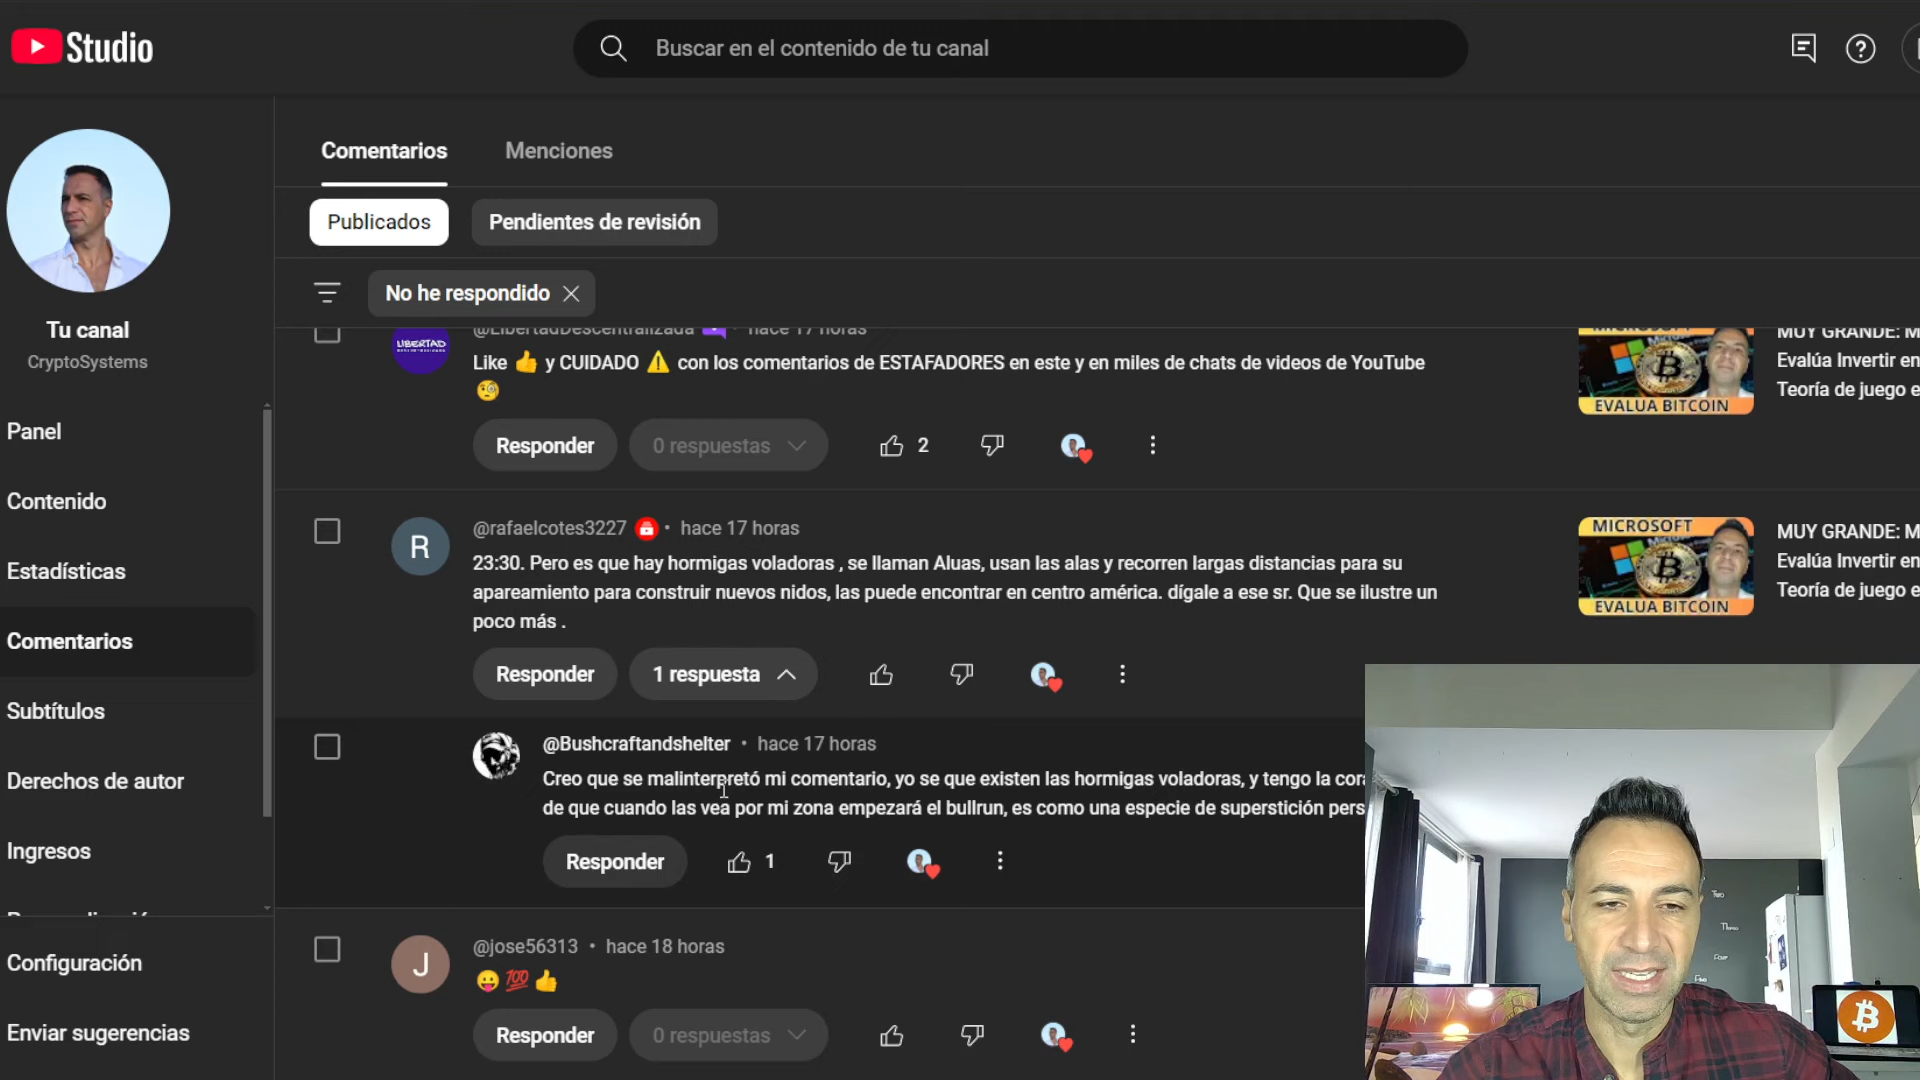 Studio
Buscar en el contenido de tu canal
Tu canal
CryptoSystems
Panel
Contenido
Estadísticas
Comentarios
Subtítulos
Derechos de autor
Ingresos
Configuración
Enviar sugerencias
Comentarios
Menciones
Publicados
Pendientes de revisión
No he respondido
@LibertadDescentralizada • hace 17 horas
LIBERTAD
Like 👍 y CUIDADO ⚠️ con los comentarios de ESTAFADORES en este y en miles de chats de videos de YouTube
🧐
Responder
0 respuestas
2
EVALUA BITCOIN
MUY GRANDE: M
Evalúa Invertir en
Teoría de juego e
@rafaelcotes3227 • hace 17 horas
R
23:30. Pero es que hay hormigas voladoras , se llaman Aluas, usan las alas y recorren largas distancias para su
apareamiento para construir nuevos nidos, las puede encontrar en centro américa. dígale a ese sr. Que se ilustre un
poco más .
Responder
1 respuesta
MICROSOFT
EVALUA BITCOIN
MUY GRANDE: M
Evalúa Invertir en
Teoría de juego e
@Bushcraftandshelter • hace 17 horas
Creo que se malinterpretó mi comentario, yo se que existen las hormigas voladoras, y tengo la cora
de que cuando las vea por mi zona empezará el bullrun, es como una especie de superstición pers
Responder
1
@jose56313 • hace 18 horas
J
😛 💯 👍
Responder
0 respuestas